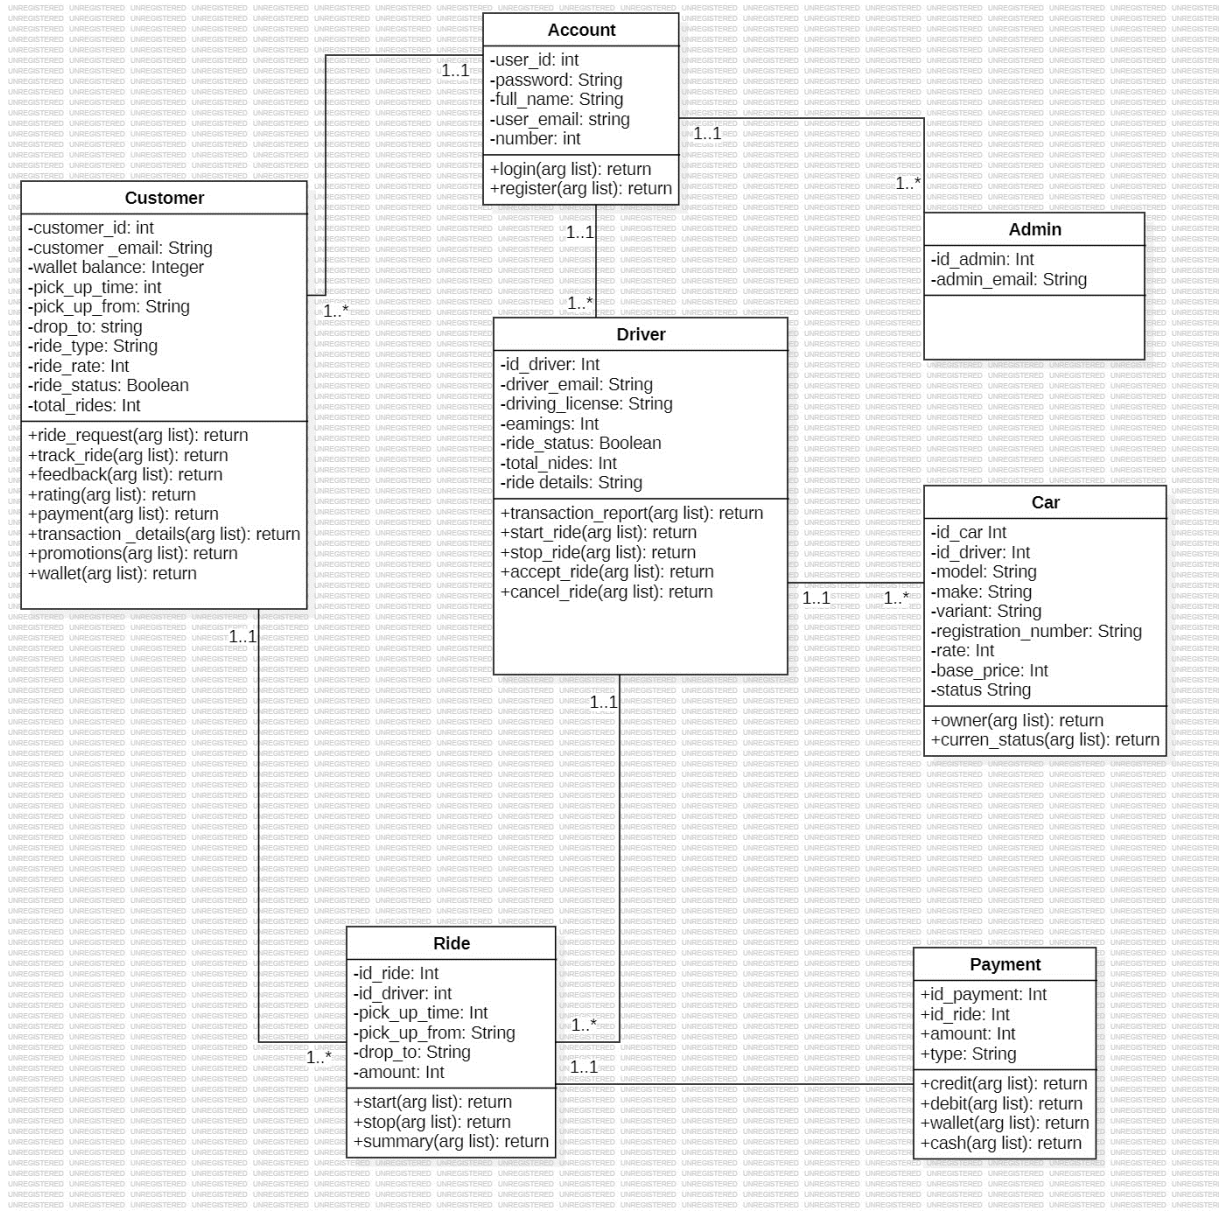 Account
-user_id: int
-password: String
-full_name: String
-user_email: string
-number: int
+login(arg list): return
+register(arg list): return
1..1
1..1
1..*
1..1
1..*
1..*
Customer
-customer_id: int
-customer _email: String
-wallet balance: Integer
-pick_up_time: int
-pick_up_from: String
-drop_to: string
-ride_type: String
-ride_rate: Int
-ride_status: Boolean
-total_rides: Int
+ride_request(arg list): return
+track_ride(arg list): return
+feedback(arg list): return
+rating(arg list): return
+payment(arg list): return
+transaction _details(arg list): return
+promotions(arg list): return
+wallet(arg list): return
Admin
-id_admin: Int
-admin_email: String
Driver
-id_driver: Int
-driver_email: String
-driving_license: String
-eamings: Int
-ride_status: Boolean
-total_nides: Int
-ride details: String
+transaction_report(arg list): return
+start_ride(arg list): return
+stop_ride(arg list): return
+accept_ride(arg list): return
+cancel_ride(arg list): return
1..1
1..*
Car
-id_car Int
-id_driver: Int
-model: String
-make: String
-variant: String
-registration_number: String
-rate: Int
-base_price: Int
-status String
+owner(arg list): return
+curren_status(arg list): return
1..1
1..1
1..*
1..*
1..1
Ride
-id_ride: Int
-id_driver: int
-pick_up_time: Int
-pick_up_from: String
-drop_to: String
-amount: Int
+start(arg list): return
+stop(arg list): return
+summary(arg list): return
Payment
+id_payment: Int
+id_ride: Int
+amount: Int
+type: String
+credit(arg list): return
+debit(arg list): return
+wallet(arg list): return
+cash(arg list): return
UNREGISTERED